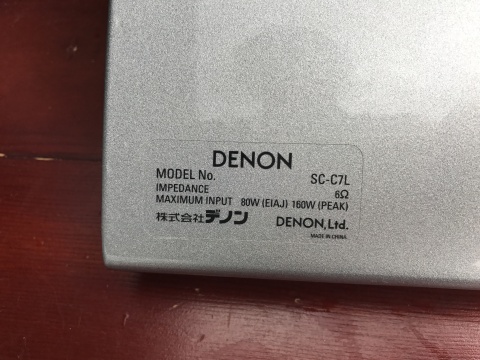 DENON
MODEL No. SC-C7L
IMPEDANCE 6Ω
MAXIMUM INPUT 80W (EIAJ) 160W (PEAK)
株式会社デノン DENON, Ltd.
MADE IN CHINA